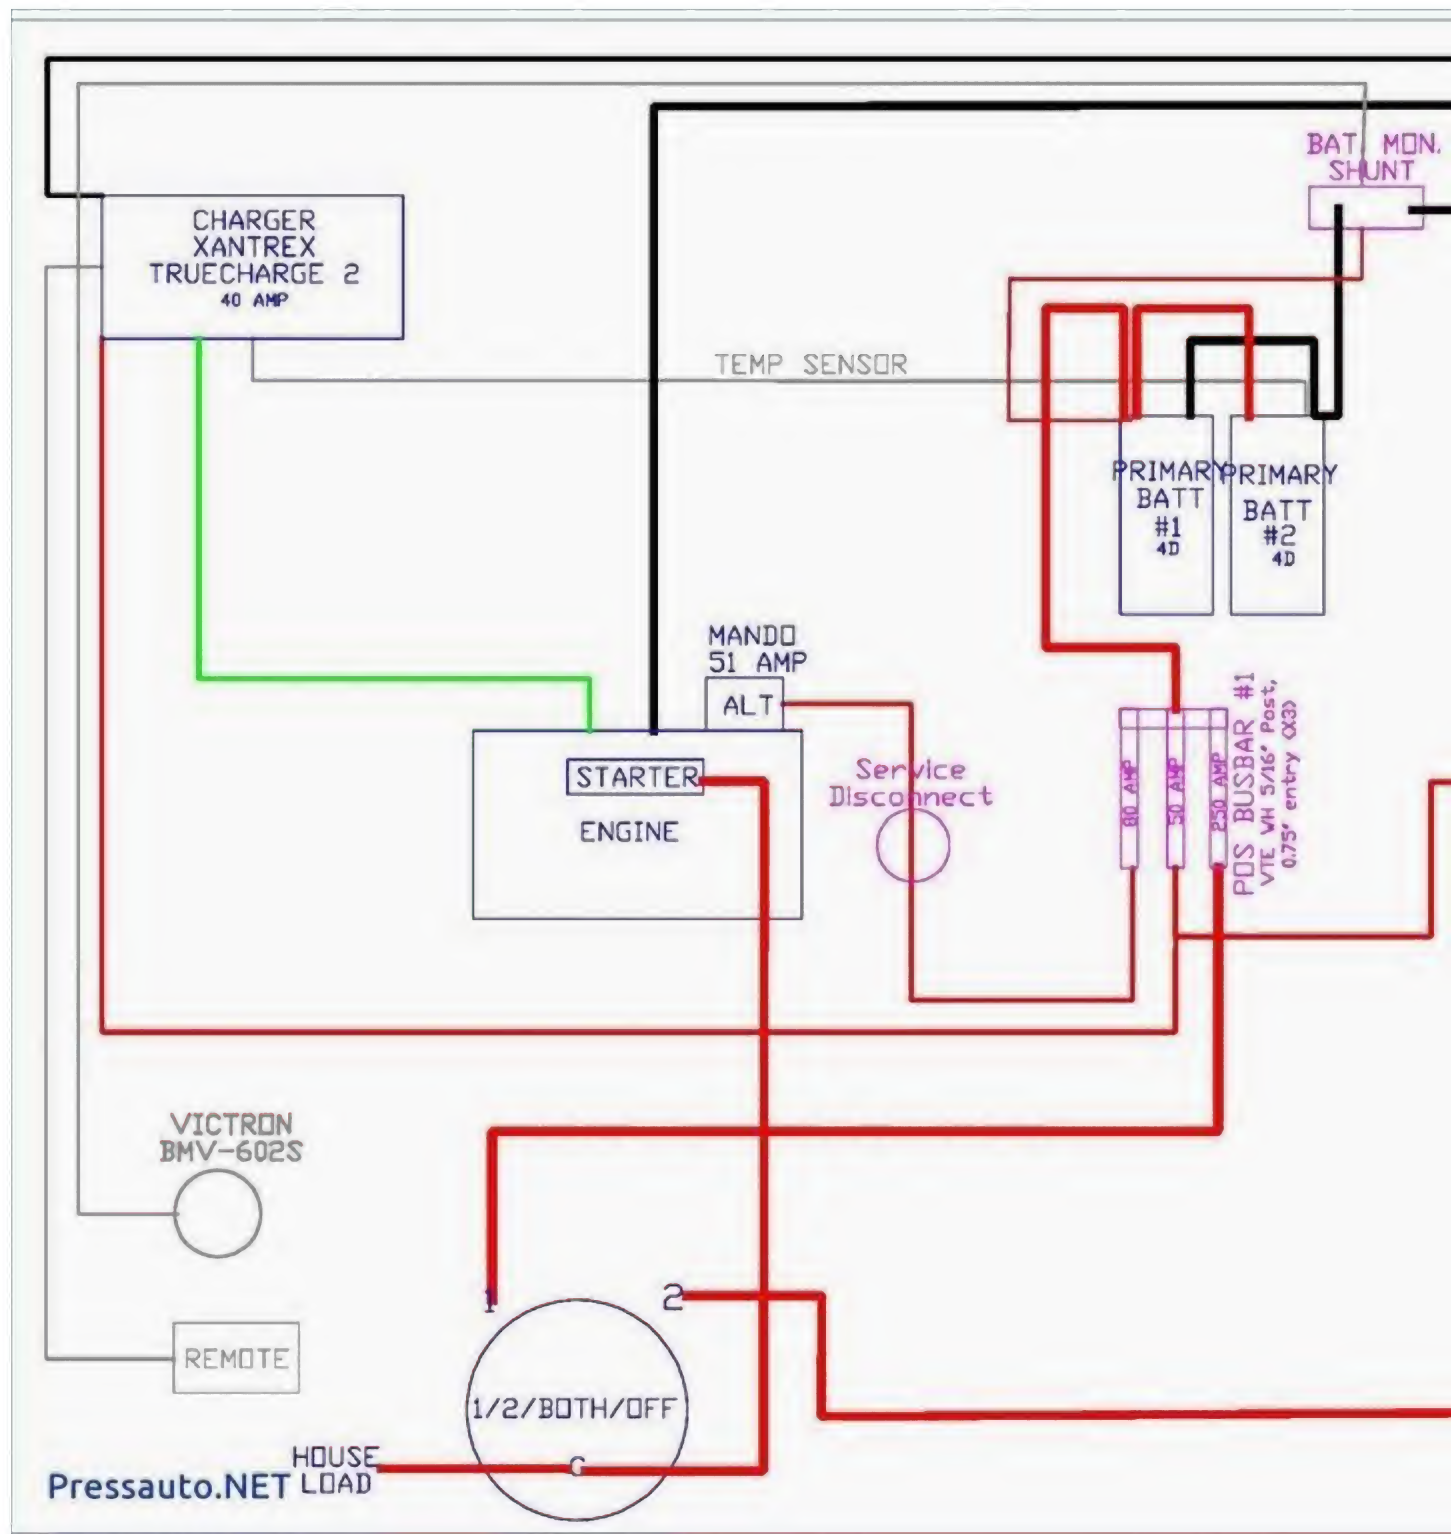 BAT. MON.
SHUNT
CHARGER
XANTREX
TRUECHARGE 2
40 AMP
TEMP SENSOR
PRIMARY
BATT
#1
4D
PRIMARY
BATT
#2
4D
MANDO
51 AMP
ALT
STARTER
ENGINE
Service
Disconnect
80 AMP
50 AMP
250 AMP
POS BUSBAR #1
VTE WH 5/16" Post,
0.75" entry (X3)
VICTRON
BMV-602S
REMOTE
1
2
1/2/BOTH/OFF
C
HOUSE
LOAD
Pressauto.NET